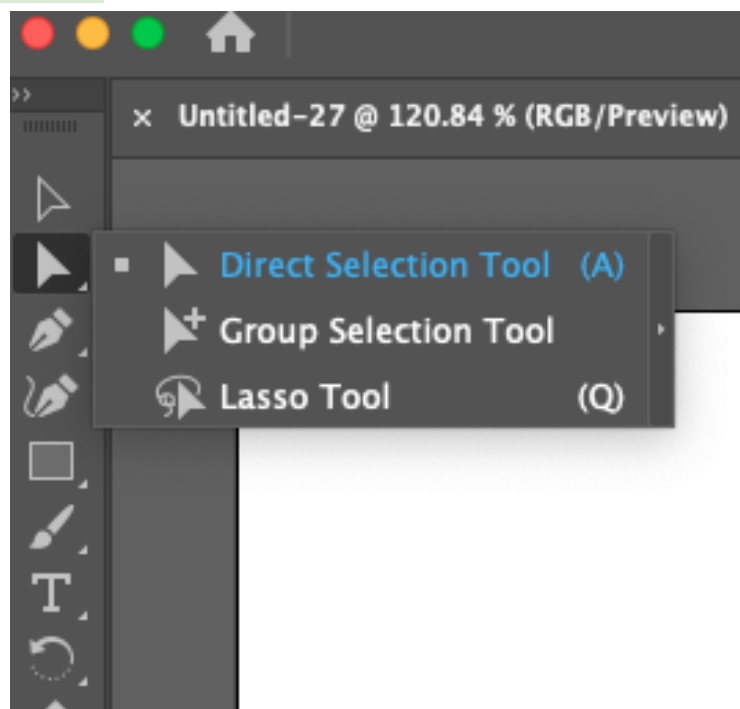 × Untitled-27 @ 120.84 % (RGB/Preview)
Direct Selection Tool (A)
Group Selection Tool
Lasso Tool (Q)
T